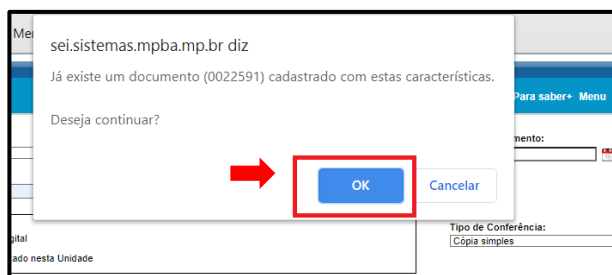 Me
sei.sistemas.mpba.mp.br diz
Já existe um documento (0022591) cadastrado com estas características.
Para saber+ Menu
Deseja continuar?
mento:
OK
Cancelar
Tipo de Conferência:
gital
Cópia simples
ado nesta Unidade